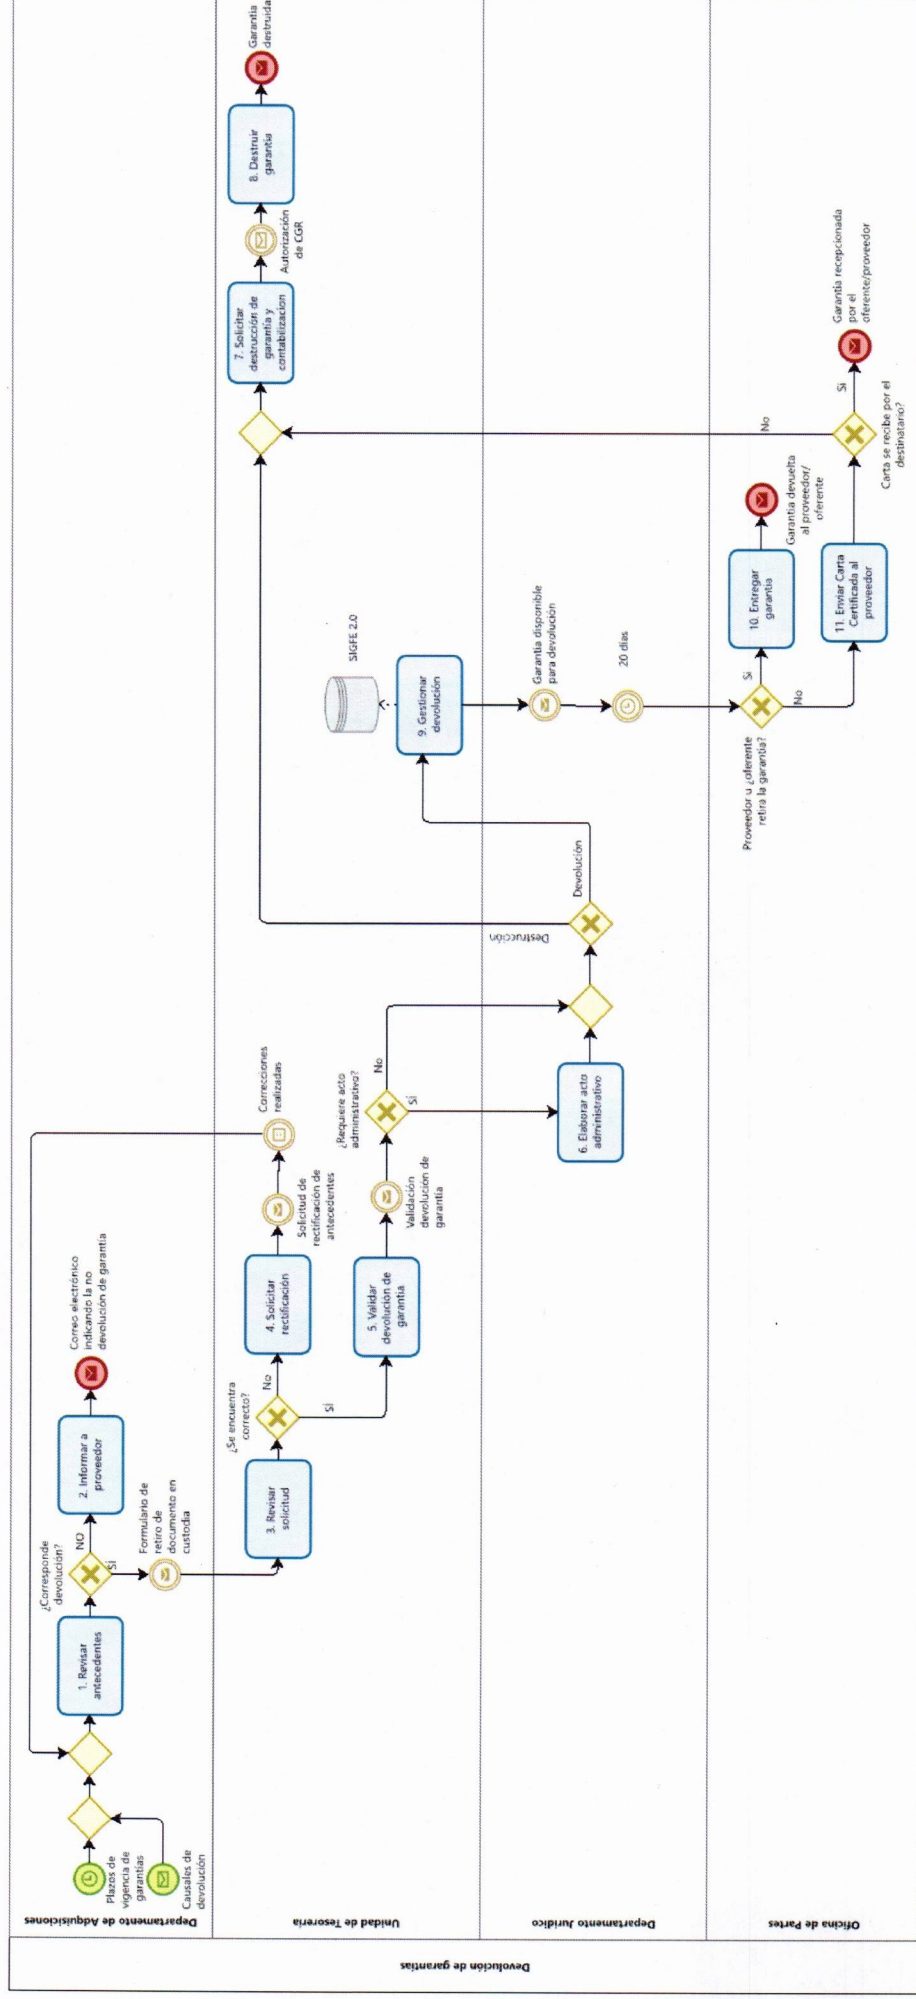 Devolución de garantías
Departamento de Adquisiciones
Plazos de
vigencia de
garantías
Causales de
devolución
1. Revisar
antecedentes
¿Corresponde
devolución?
NO
Sí
2. Informar a
proveedor
Correo electrónico
indicando la no
devolución de garantía
Formulario de
retiro de
documento en
custodia
Unidad de Tesorería
3. Revisar
solicitud
¿Se encuentra
correcto?
No
Sí
4. Solicitar
rectificación
Solicitud de
rectificación de
antecedentes
Correcciones
realizadas
5. Validar
devolución de
garantía
Validación
devolución de
garantía
¿Requiere acto
administrativo?
No
Sí
SIGFE 2.0
9. Gestionar
devolución
7. Solicitar
destrucción de
garantía y
contabilizacion
Autorización
de CGR
8. Destruir
garantía
Garantía
destruida
Departamento Jurídico
6. Elaborar acto
administrativo
Destrucción
Devolución
Garantía disponible
para devolución
20 días
Oficina de Partes
Proveedor u ¿oferente
retira la garantía?
Si
No
10. Entregar
garantía
Garantía devuelta
al proveedor/
oferente
11. Enviar Carta
Certificada al
proveedor
Carta se recibe por el
destinatario?
No
Si
Garantía recepcionada
por el
oferente/proveedor